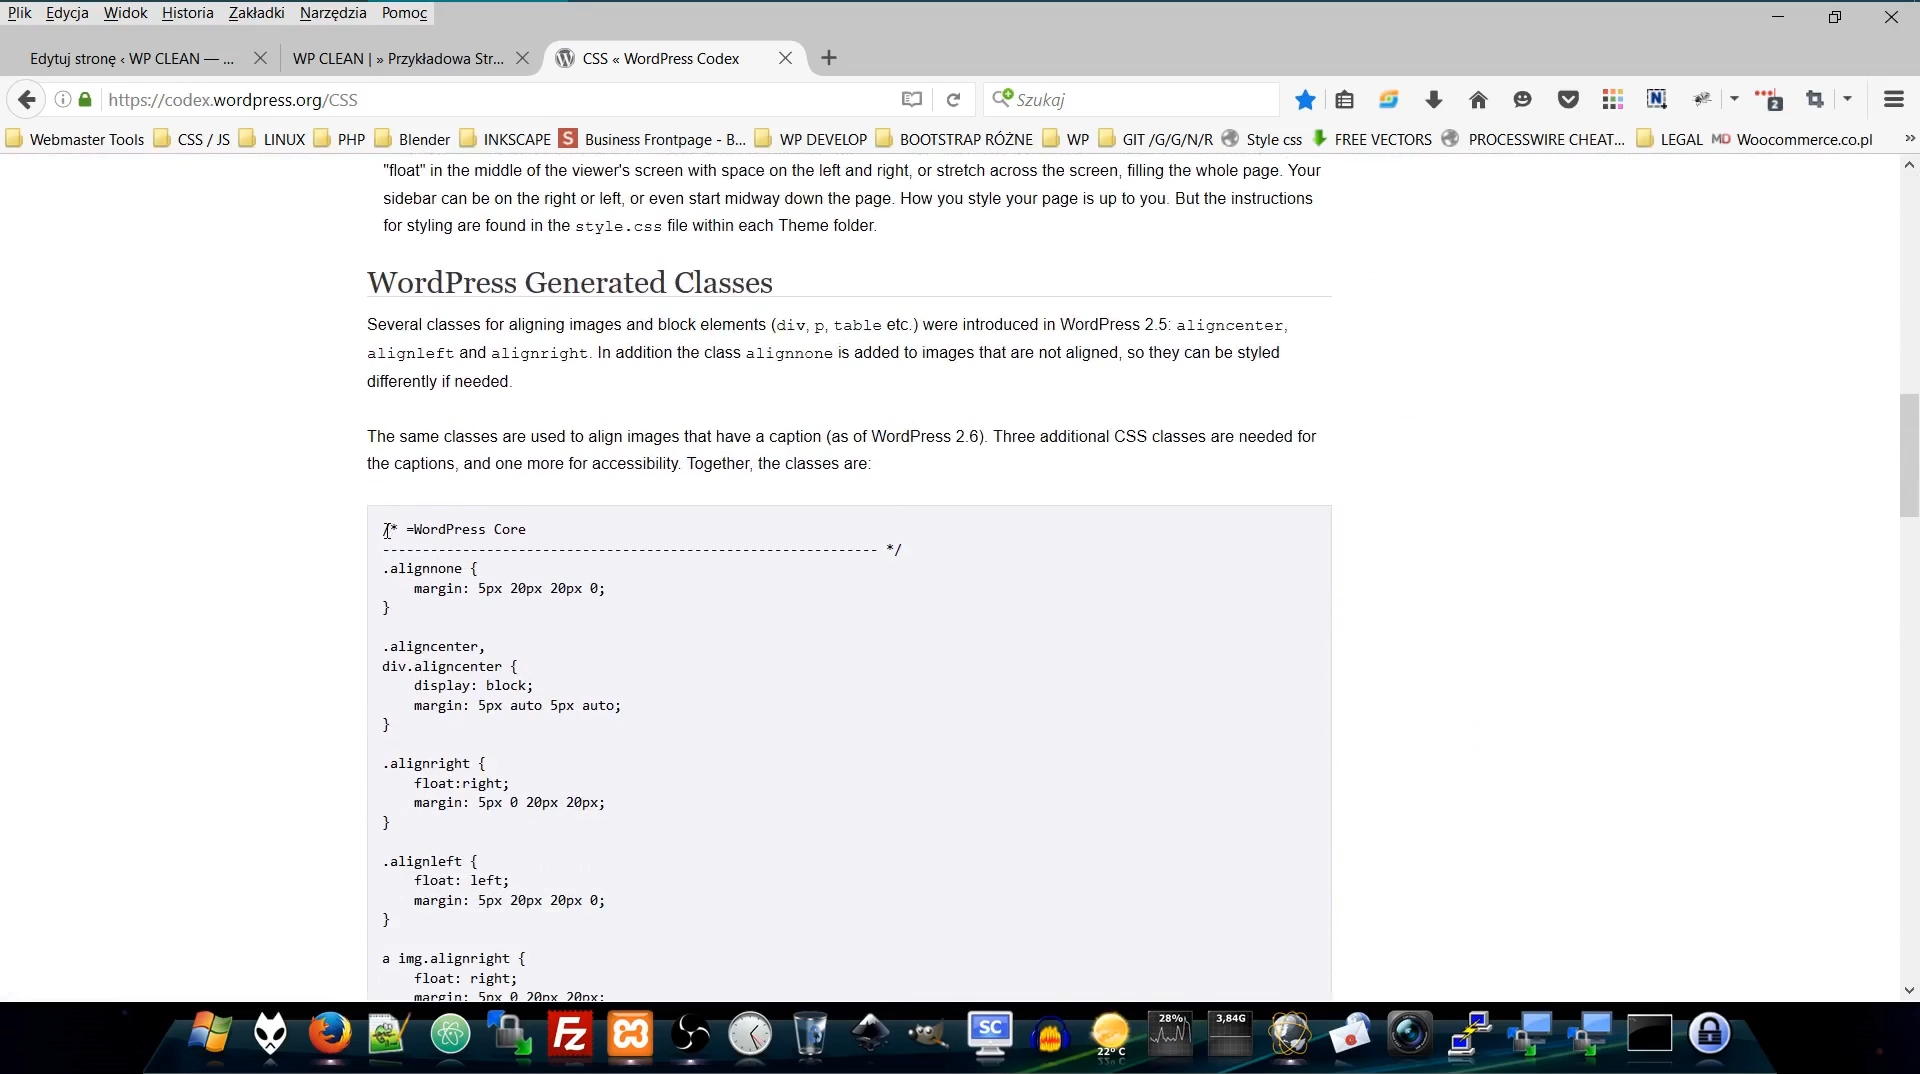 Plik Edycja Widok Historia Zakładki Narzędzia Pomoc
Edytuj stronę ‹ WP CLEAN — ... WP CLEAN | » Przykładowa Str... CSS « WordPress Codex
https://codex.wordpress.org/CSS Szukaj 2
Webmaster Tools CSS / JS LINUX PHP Blender INKSCAPE S Business Frontpage - B... WP DEVELOP BOOTSTRAP RÓŻNE WP GIT /G/G/N/R Style css FREE VECTORS PROCESSWIRE CHEAT... LEGAL MD Woocommerce.co.pl »
"float" in the middle of the viewer's screen with space on the left and right, or stretch across the screen, filling the whole page. Your
sidebar can be on the right or left, or even start midway down the page. How you style your page is up to you. But the instructions
for styling are found in the style.css file within each Theme folder.
WordPress Generated Classes
Several classes for aligning images and block elements (div, p, table etc.) were introduced in WordPress 2.5: aligncenter,
alignleft and alignright. In addition the class alignnone is added to images that are not aligned, so they can be styled
differently if needed.
The same classes are used to align images that have a caption (as of WordPress 2.6). Three additional CSS classes are needed for
the captions, and one more for accessibility. Together, the classes are:
/* =WordPress Core
-------------------------------------------------------------- */
.alignnone {
margin: 5px 20px 20px 0;
}
.aligncenter,
div.aligncenter {
display: block;
margin: 5px auto 5px auto;
}
.alignright {
float:right;
margin: 5px 0 20px 20px;
}
.alignleft {
float: left;
margin: 5px 20px 20px 0;
}
a img.alignright {
float: right;
margin: 5px 0 20px 20px;
Fz SC 22° C 28% 3,84G